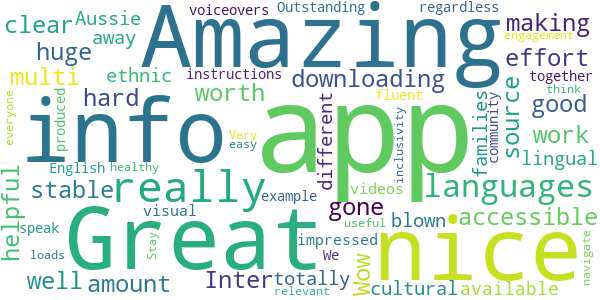 voiceovers
Outstanding
regardless
clear
Aussie
away
Amazing
making
engagement
huge
multi
ethnic
instructions
downloading
effort
together
think
everyone
produced
hard
worth
info
app
different
fluent
inclusivity
community
families
source
good
Very
easy
work
English
healthy
really
languages
lingual
helpful
stable
example
videos
visual
gone
accessible
speak
Great
blown
nice
useful
impressed
loads
Stay
We
Wow
well
amount
Inter
totally
cultural
available
relevant
navigate